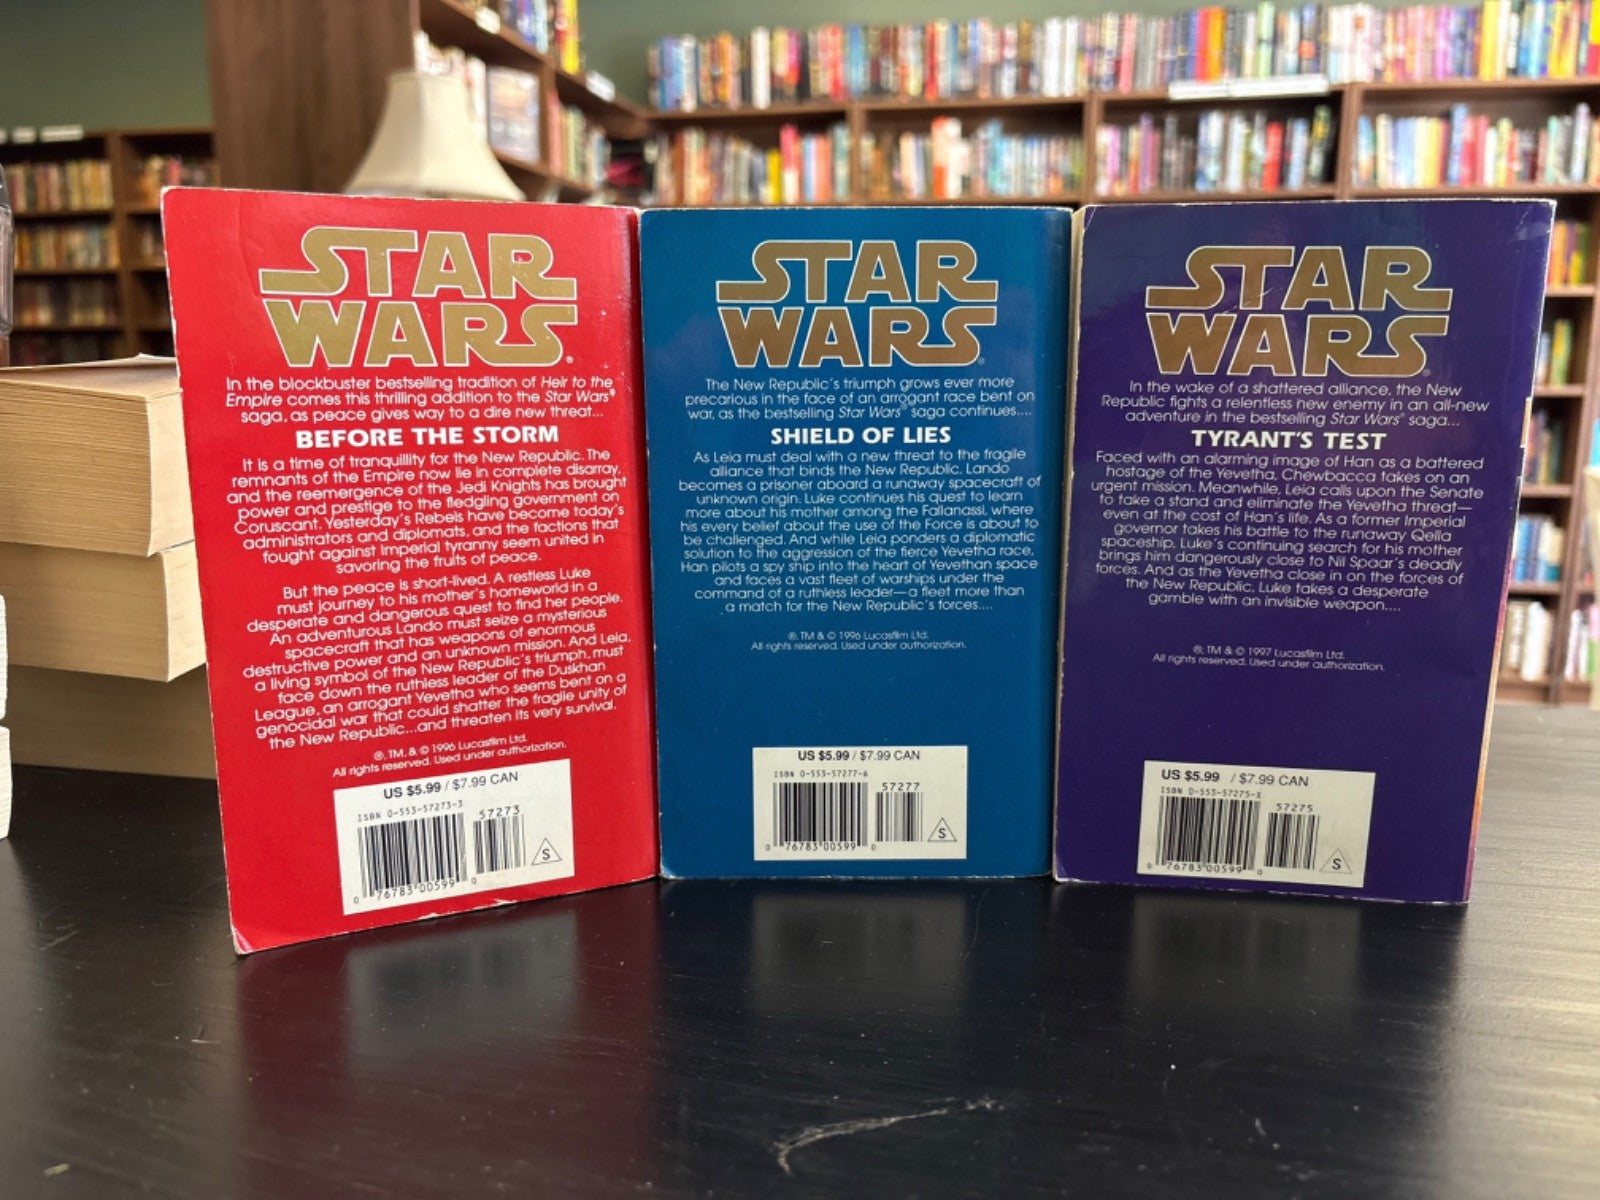 STAR
WARS®
In the blockbuster bestselling tradition of Heir to the
Empire comes this thrilling addition to the Star Wars®
saga, as peace gives way to a dire new threat...
BEFORE THE STORM
It is a time of tranquillity for the New Republic. The
remnants of the Empire now lie in complete disarray,
and the reemergence of the Jedi Knights has brought
power and prestige to the fledgling government on
Coruscant. Yesterday's Rebels have become today's
administrators and diplomats, and the factions that
fought against Imperial tyranny seem united in
savoring the fruits of peace.
But the peace is short-lived. A restless Luke
must journey to his mother's homeworld in a
desperate and dangerous quest to find her people.
An adventurous Lando must seize a mysterious
spacecraft that has weapons of enormous
destructive power and an unknown mission. And Leia,
a living symbol of the New Republic's triumph, must
face down the ruthless leader of the Duskhan
League, an arrogant Yevetha who seems bent on a
genocidal war that could shatter the fragile unity of
the New Republic...and threaten its very survival.
®, TM, & © 1996 Lucasfilm Ltd.
All rights reserved. Used under authorization.
US $5.99 / $7.99 CAN
ISBN 0-553-57273-3
57273
0 76783 00599 0
S
STAR
WARS®
The New Republic's triumph grows ever more
precarious in the face of an arrogant race bent on
war, as the bestselling Star Wars® saga continues....
SHIELD OF LIES
As Leia must deal with a new threat to the fragile
alliance that binds the New Republic, Lando
becomes a prisoner aboard a runaway spacecraft of
unknown origin. Luke continues his quest to learn
more about his mother among the Fallanassi, where
his every belief about the use of the Force is about to
be challenged. And while Leia ponders a diplomatic
solution to the aggression of the fierce Yevetha race,
Han pilots a spy ship into the heart of Yevethan space
and faces a vast fleet of warships under the
command of a ruthless leader—a fleet more than
a match for the New Republic's forces....
®, TM & © 1996 Lucasfilm Ltd.
All rights reserved. Used under authorization.
US $5.99 / $7.99 CAN
ISBN 0-553-57277-6
57277
0 76783 00599 0
S
STAR
WARS®
In the wake of a shattered alliance, the New
Republic fights a relentless new enemy in an all-new
adventure in the bestselling Star Wars® saga...
TYRANT'S TEST
Faced with an alarming image of Han as a battered
hostage of the Yevetha, Chewbacca takes on an
urgent mission. Meanwhile, Leia calls upon the Senate
to take a stand and eliminate the Yevetha threat—
even at the cost of Han's life. As a former Imperial
governor takes his battle to the runaway Qella
spaceship, Luke's continuing search for his mother
brings him dangerously close to Nil Spaar's deadly
forces. And as the Yevetha close in on the forces of
the New Republic, Luke takes a desperate
gamble with an invisible weapon....
®, TM & © 1997 Lucasfilm Ltd.
All rights reserved. Used under authorization.
US $5.99 / $7.99 CAN
ISBN 0-553-57275-X
57275
0 76783 00599 0
S